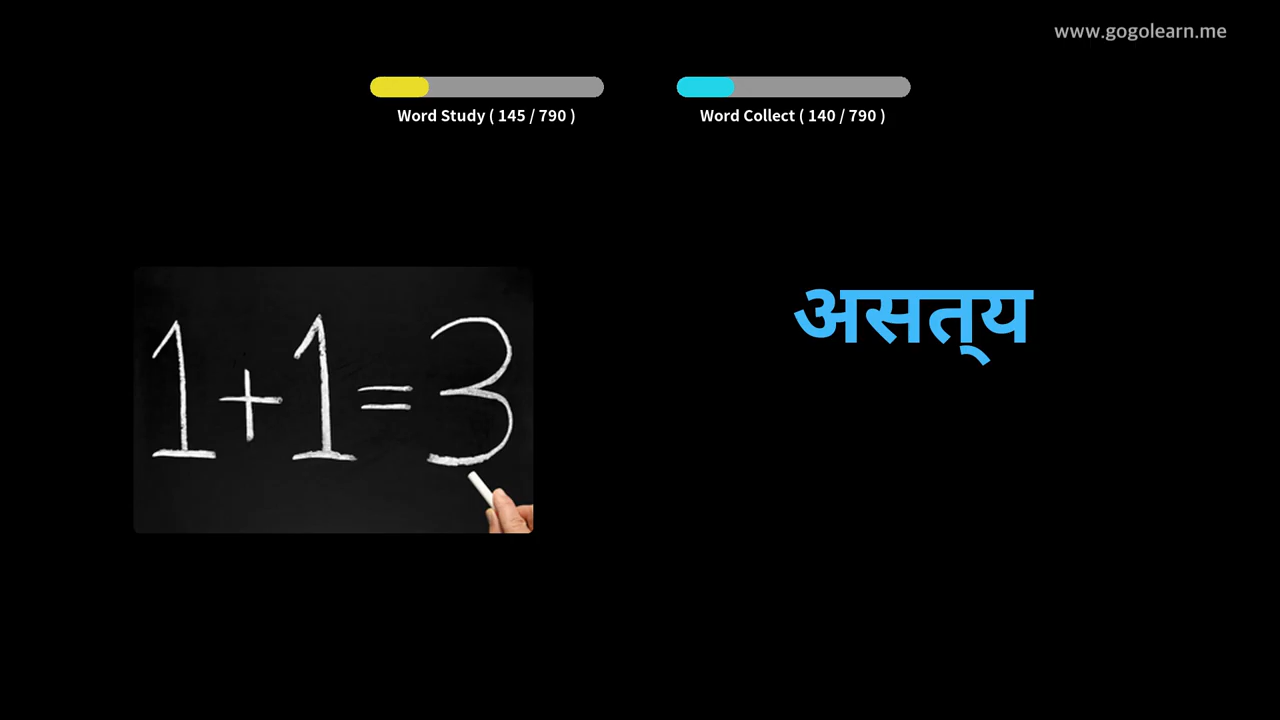 www.gogolearn.me
Word Study ( 145 / 790 )
Word Collect ( 140 / 790 )
1+1=3
असत्‌य